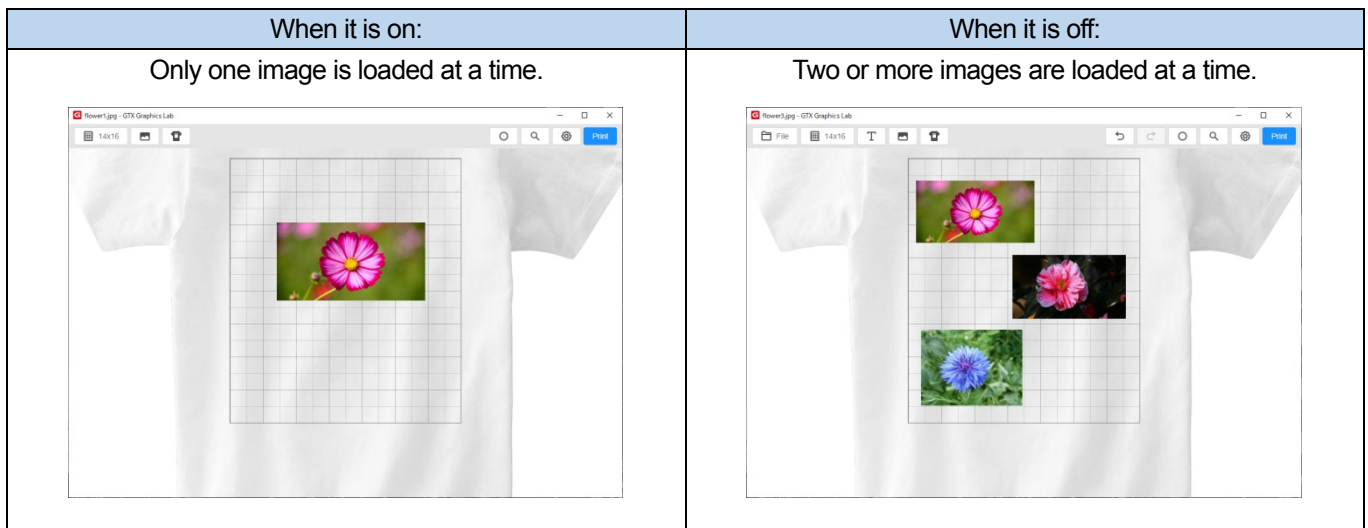 When it is on:
When it is off:
Only one image is loaded at a time.
Two or more images are loaded at a time.
G flower1.jpg - GTX Graphics Lab
14x16
Print
G flower3.jpg - GTX Graphics Lab
File
14x16
T
Print